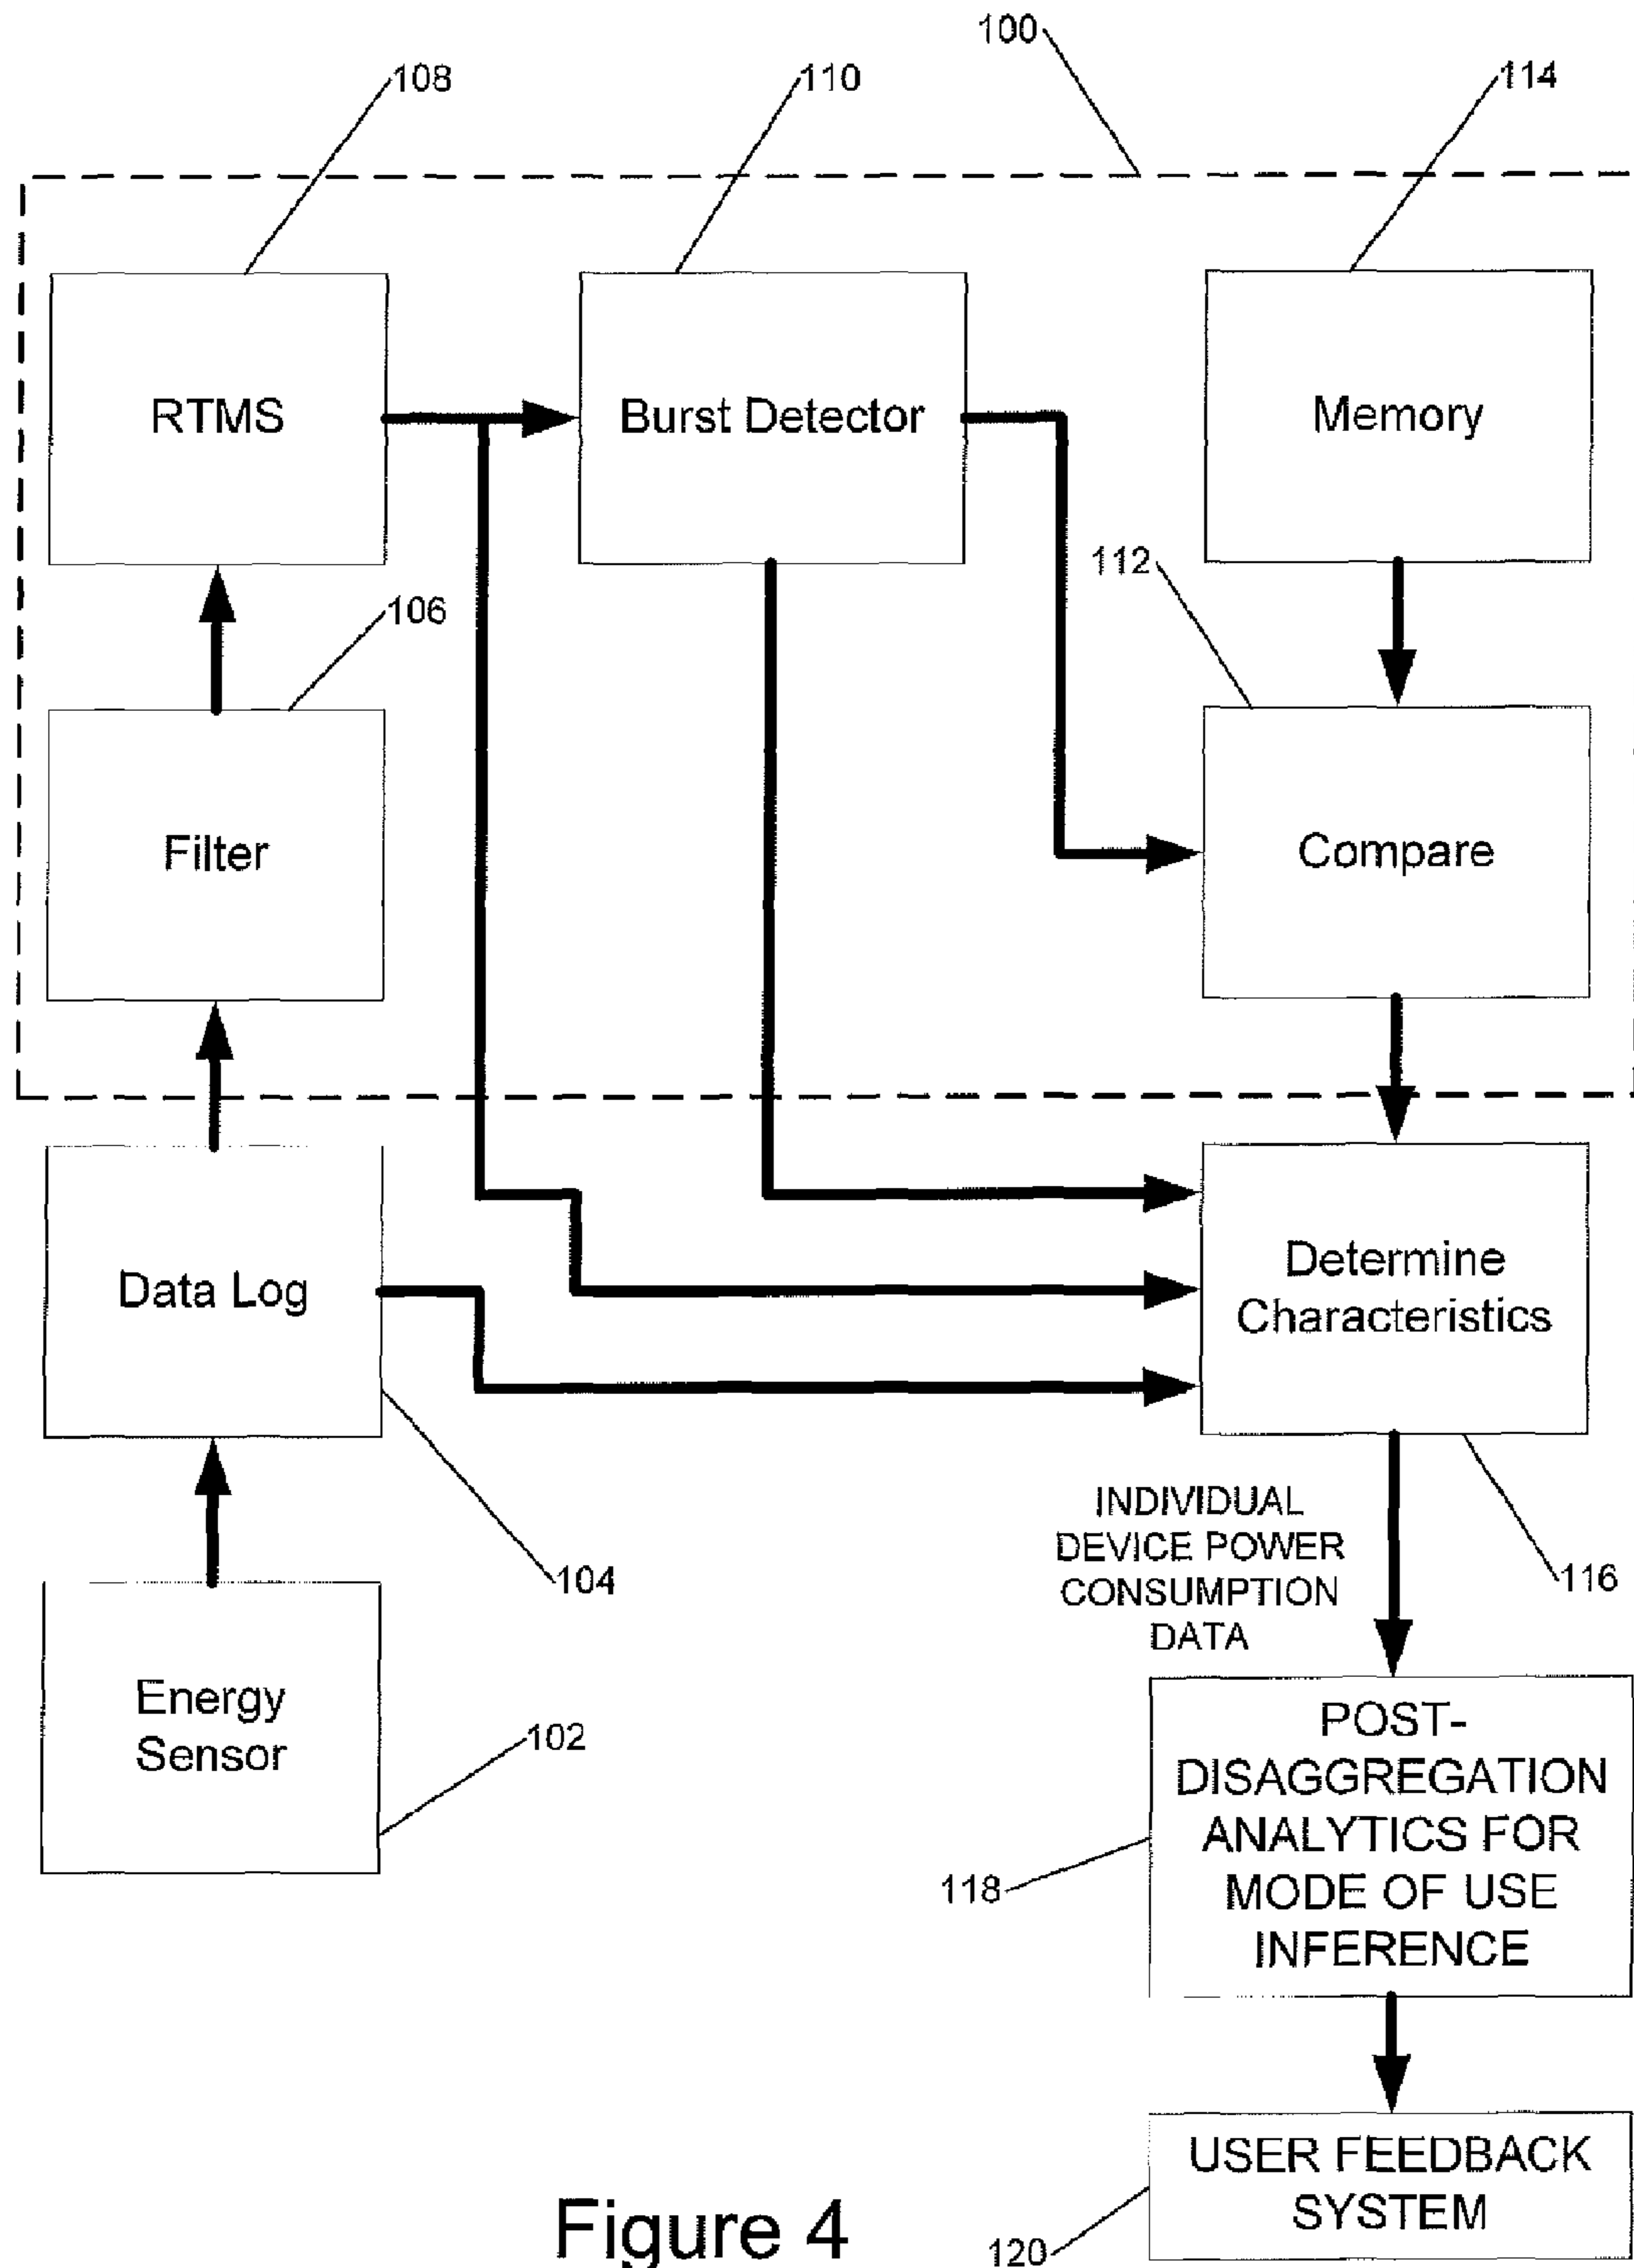 100
108
110
114
RTMS
Burst Detector
Memory
112
106
Filter
Compare
Data Log
Determine
Characteristics
104
INDIVIDUAL
DEVICE POWER
CONSUMPTION
DATA
116
Energy
Sensor
102
POST-
DISAGGREGATION
ANALYTICS FOR
MODE OF USE
INFERENCE
118
USER FEEDBACK
SYSTEM
120
Figure 4